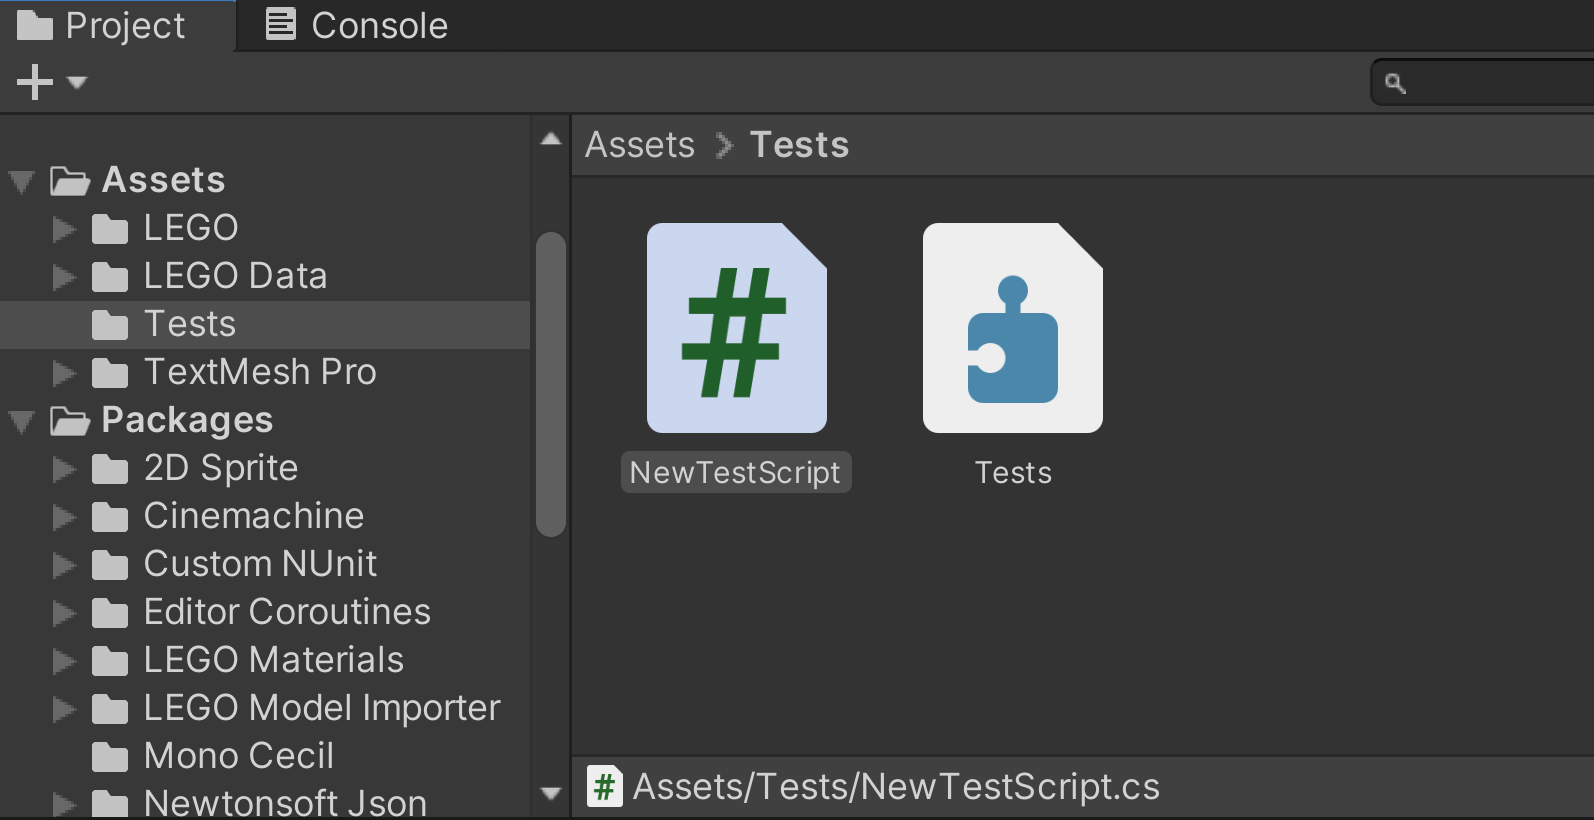 Project
Console
Assets
LEGO
LEGO Data
Tests
TextMesh Pro
Packages
2D Sprite
Cinemachine
Custom NUnit
Editor Coroutines
LEGO Materials
LEGO Model Importer
Mono Cecil
Newtonsoft Json
Assets > Tests
#
NewTestScript
Tests
# Assets/Tests/NewTestScript.cs